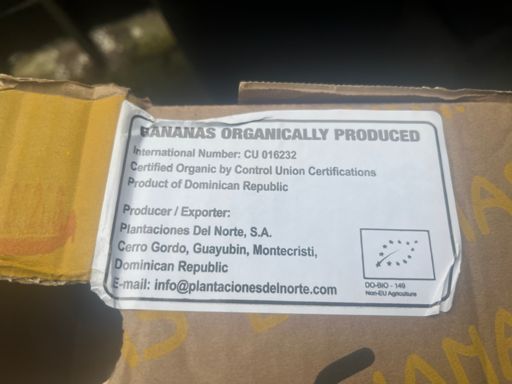 BANANAS ORGANICALLY PRODUCED
International Number: CU 016232
Certified Organic by Control Union Certifications
Product of Dominican Republic
Producer / Exporter:
Plantaciones Del Norte, S.A.
Cerro Gordo, Guayubin, Montecristi,
Dominican Republic
E-mail: info@plantacionesdelnorte.com
DO-BIO - 149
Non-EU Agriculture